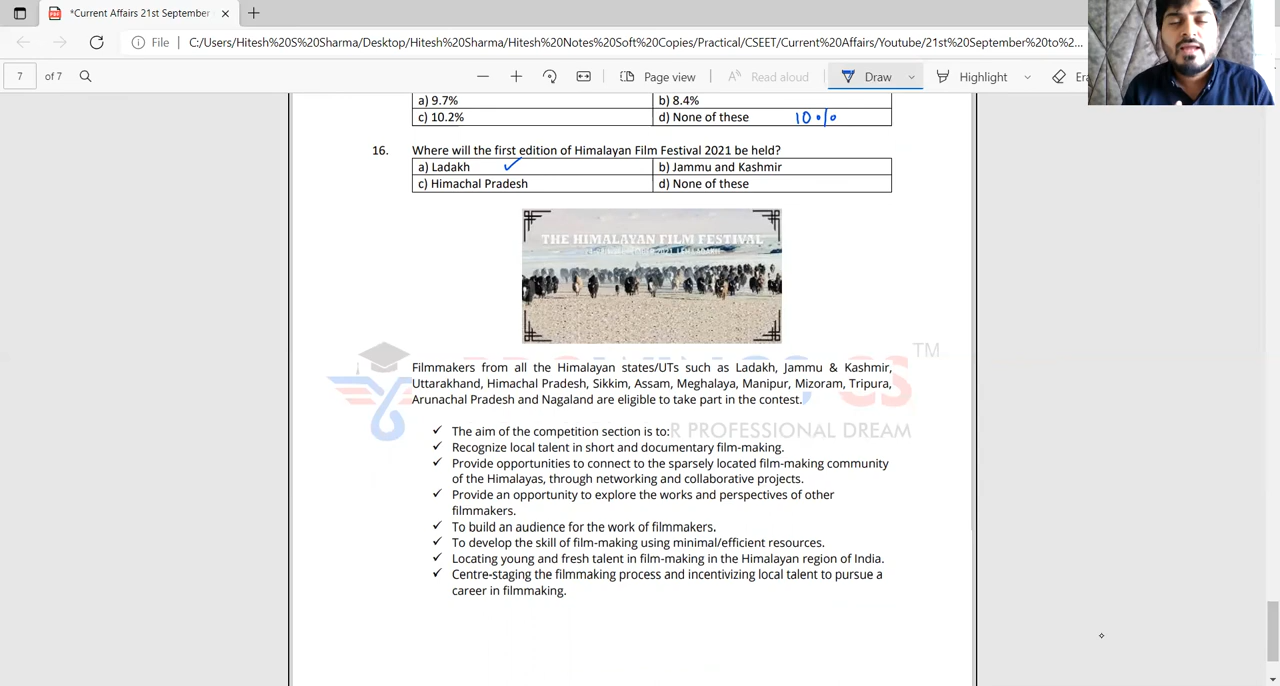 *Current Affairs 21st September
File
C:/Users/Hitesh%20S%20Sharma/Desktop/Hitesh%20Sharma/Hitesh%20Notes%20Soft%20Copies/Practical/CSEET/Current%20Affairs/Youtube/21st%20September%20to%2...
7 of 7 Page view Read aloud Draw Highlight Era
a) 9.7% b) 8.4%
c) 10.2% d) None of these 10%
16. Where will the first edition of Himalayan Film Festival 2021 be held?
a) Ladakh b) Jammu and Kashmir
c) Himachal Pradesh d) None of these
THE HIMALAYAN FILM FESTIVAL
TM
Filmmakers from all the Himalayan states/UTs such as Ladakh, Jammu & Kashmir,
Uttarakhand, Himachal Pradesh, Sikkim, Assam, Meghalaya, Manipur, Mizoram, Tripura,
Arunachal Pradesh and Nagaland are eligible to take part in the contest.
CS
✓ The aim of the competition section is to:
R PROFESSIONAL DREAM
✓ Recognize local talent in short and documentary film-making.
✓ Provide opportunities to connect to the sparsely located film-making community
of the Himalayas, through networking and collaborative projects.
✓ Provide an opportunity to explore the works and perspectives of other
filmmakers.
✓ To build an audience for the work of filmmakers.
✓ To develop the skill of film-making using minimal/efficient resources.
✓ Locating young and fresh talent in film-making in the Himalayan region of India.
✓ Centre-staging the filmmaking process and incentivizing local talent to pursue a
career in filmmaking.